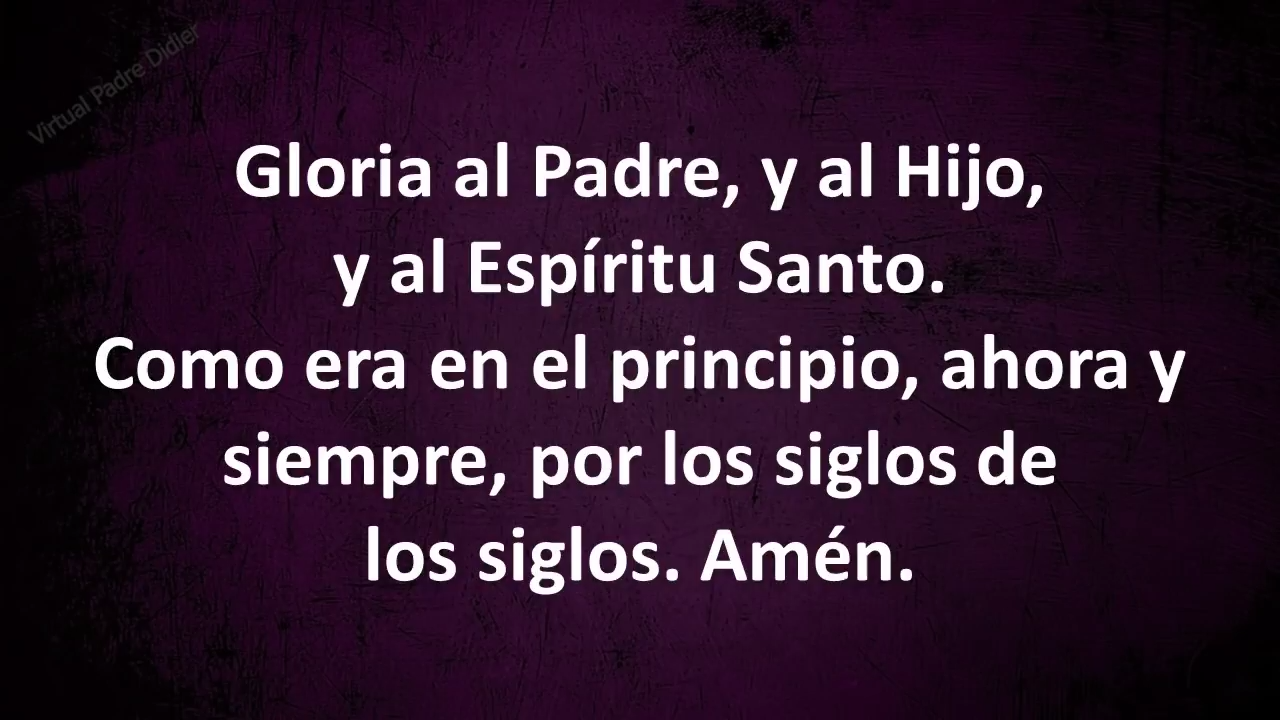 Virtual Padre Didier
Gloria al Padre, y al Hijo,
y al Espíritu Santo.
Como era en el principio, ahora y
siempre, por los siglos de
los siglos. Amén.